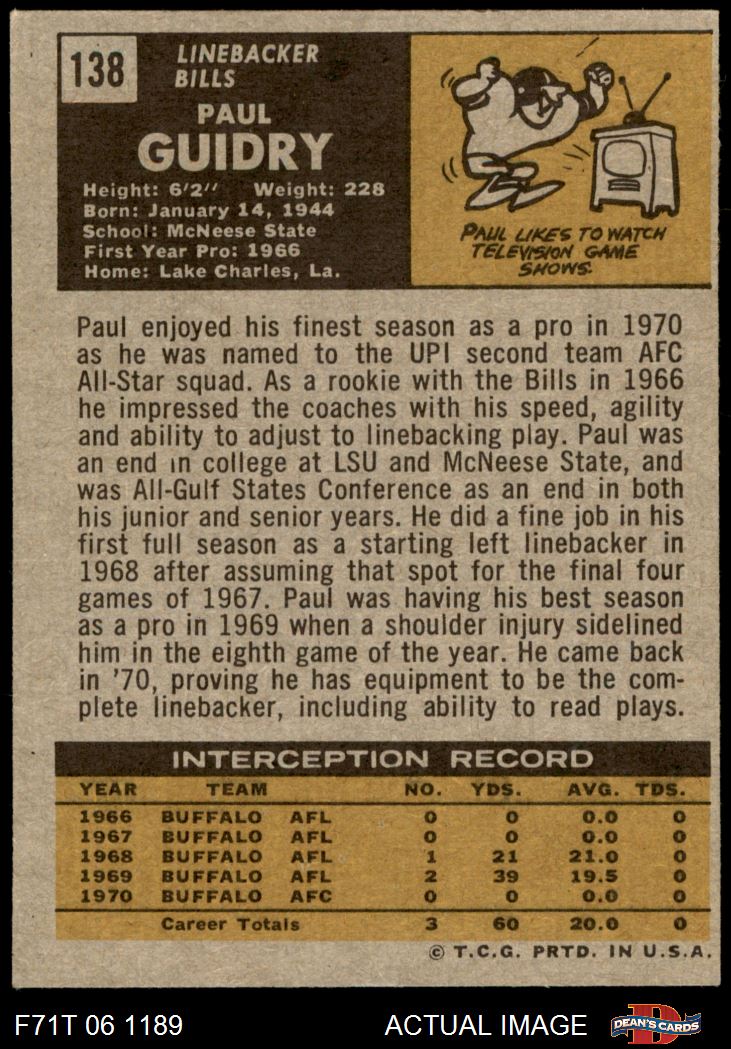 138
LINEBACKER
BILLS
PAUL
GUIDRY
Height: 6'2'' Weight: 228
Born: January 14, 1944
School: McNeese State
First Year Pro: 1966
Home: Lake Charles, La.
PAUL LIKES TO WATCH
TELEVISION GAME
SHOWS.
Paul enjoyed his finest season as a pro in 1970
as he was named to the UPI second team AFC
All-Star squad. As a rookie with the Bills in 1966
he impressed the coaches with his speed, agility
and ability to adjust to linebacking play. Paul was
an end in college at LSU and McNeese State, and
was All-Gulf States Conference as an end in both
his junior and senior years. He did a fine job in his
first full season as a starting left linebacker in
1968 after assuming that spot for the final four
games of 1967. Paul was having his best season
as a pro in 1969 when a shoulder injury sidelined
him in the eighth game of the year. He came back
in '70, proving he has equipment to be the com-
plete linebacker, including ability to read plays.
INTERCEPTION RECORD
YEAR TEAM NO. YDS. AVG. TDS.
1966 BUFFALO AFL 0 0 0.0 0
1967 BUFFALO AFL 0 0 0.0 0
1968 BUFFALO AFL 1 21 21.0 0
1969 BUFFALO AFL 2 39 19.5 0
1970 BUFFALO AFC 0 0 0.0 0
Career Totals 3 60 20.0 0
© T.C.G. PRTD. IN U.S.A.
F71T 06 1189 ACTUAL IMAGE DEAN'S CARDS